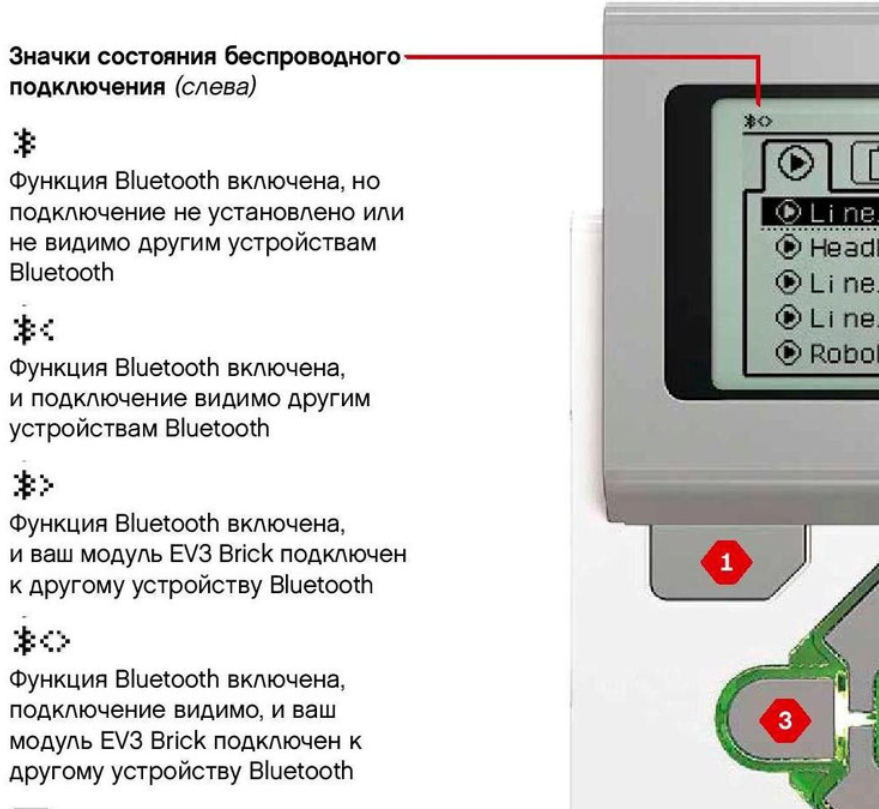 Значки состояния беспроводного
подключения (слева)
Функция Bluetooth включена, но
подключение не установлено или
не видимо другим устройствам
Bluetooth
Функция Bluetooth включена,
и подключение видимо другим
устройствам Bluetooth
Функция Bluetooth включена,
и ваш модуль EV3 Brick подключен
к другому устройству Bluetooth
Функция Bluetooth включена,
подключение видимо, и ваш
модуль EV3 Brick подключен к
другому устройству Bluetooth
Line.
Head
Line.
Line.
Robo
1
3